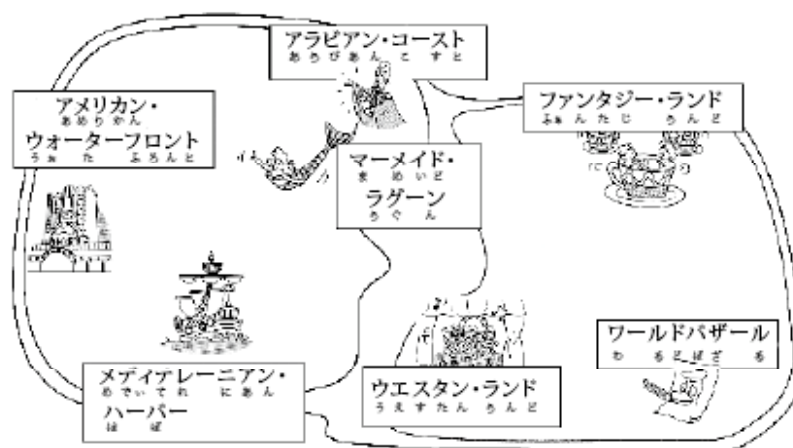 アラビアン・コースト
あらびあん こすと
アメリカン・
あめりかん
ウォーターフロント
うぉ た ふろんと
ファンタジー・ランド
ふぁんたじ らんど
マーメイド・
ま めいど
ラグーン
らぐ ん
メディテレーニアン・
めでぃてれ にあん
ハーバー
は ば
ウエスタン・ランド
うえすたん らんど
ワールドバザール
わ るどばざ る